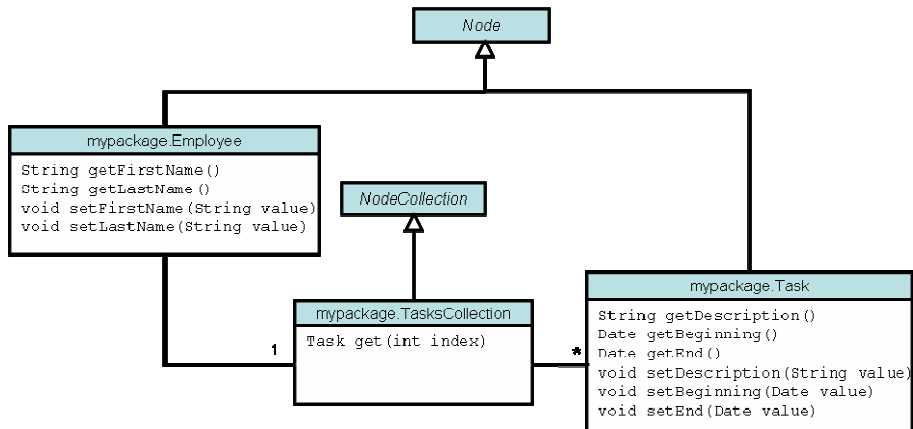 Node
mypackage.Employee
String getFirstName()
String getLastName()
void setFirstName(String value)
void setLastName(String value)
NodeCollection
mypackage.TasksCollection
Task get(int index)
1
*
mypackage.Task
String getDescription()
Date getBeginning()
Date getEnd()
void setDescription(String value)
void setBeginning(Date value)
void setEnd(Date value)